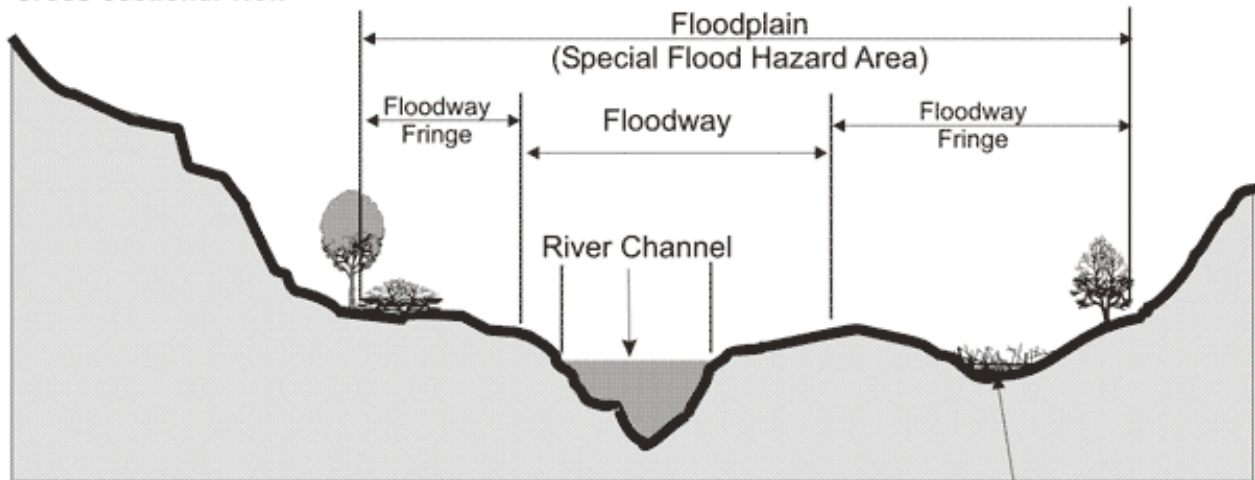 Floodplain
(Special Flood Hazard Area)
Floodway
Fringe
Floodway
Floodway
Fringe
River Channel